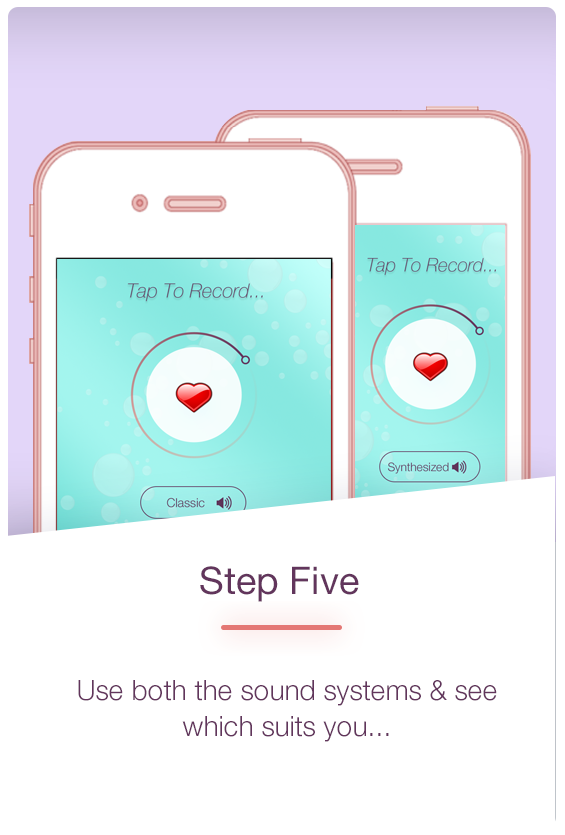 Tap To Record...
Tap To Record...
Synthesized
Classic
Step Five
Use both the sound systems & see
which suits you...